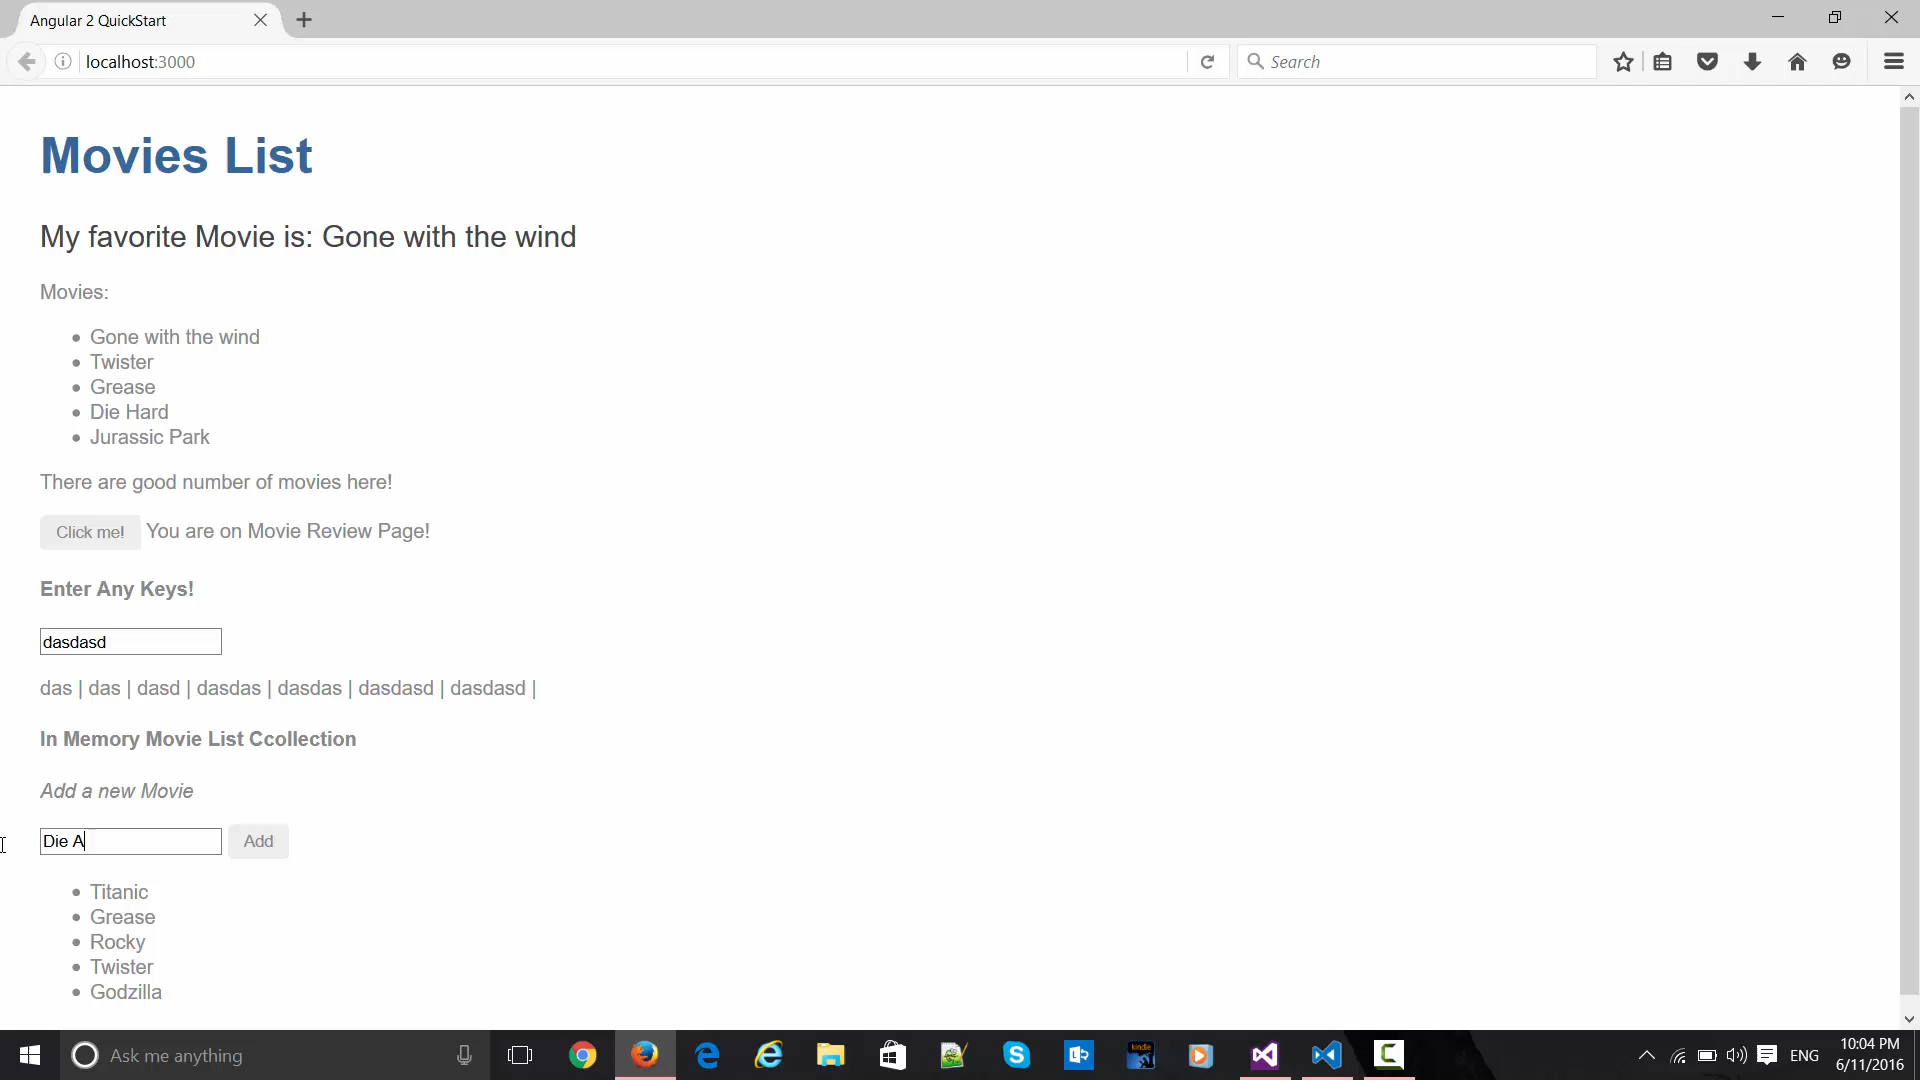 Angular 2 QuickStart
localhost:3000
Search
Movies List
My favorite Movie is: Gone with the wind
Movies:
Gone with the wind
Twister
Grease
Die Hard
Jurassic Park
There are good number of movies here!
Click me! You are on Movie Review Page!
Enter Any Keys!
dasdasd
das | das | dasd | dasdas | dasdas | dasdasd | dasdasd |
In Memory Movie List Ccollection
Add a new Movie
Die A Add
Titanic
Grease
Rocky
Twister
Godzilla
Ask me anything
kindle
ENG
10:04 PM
6/11/2016